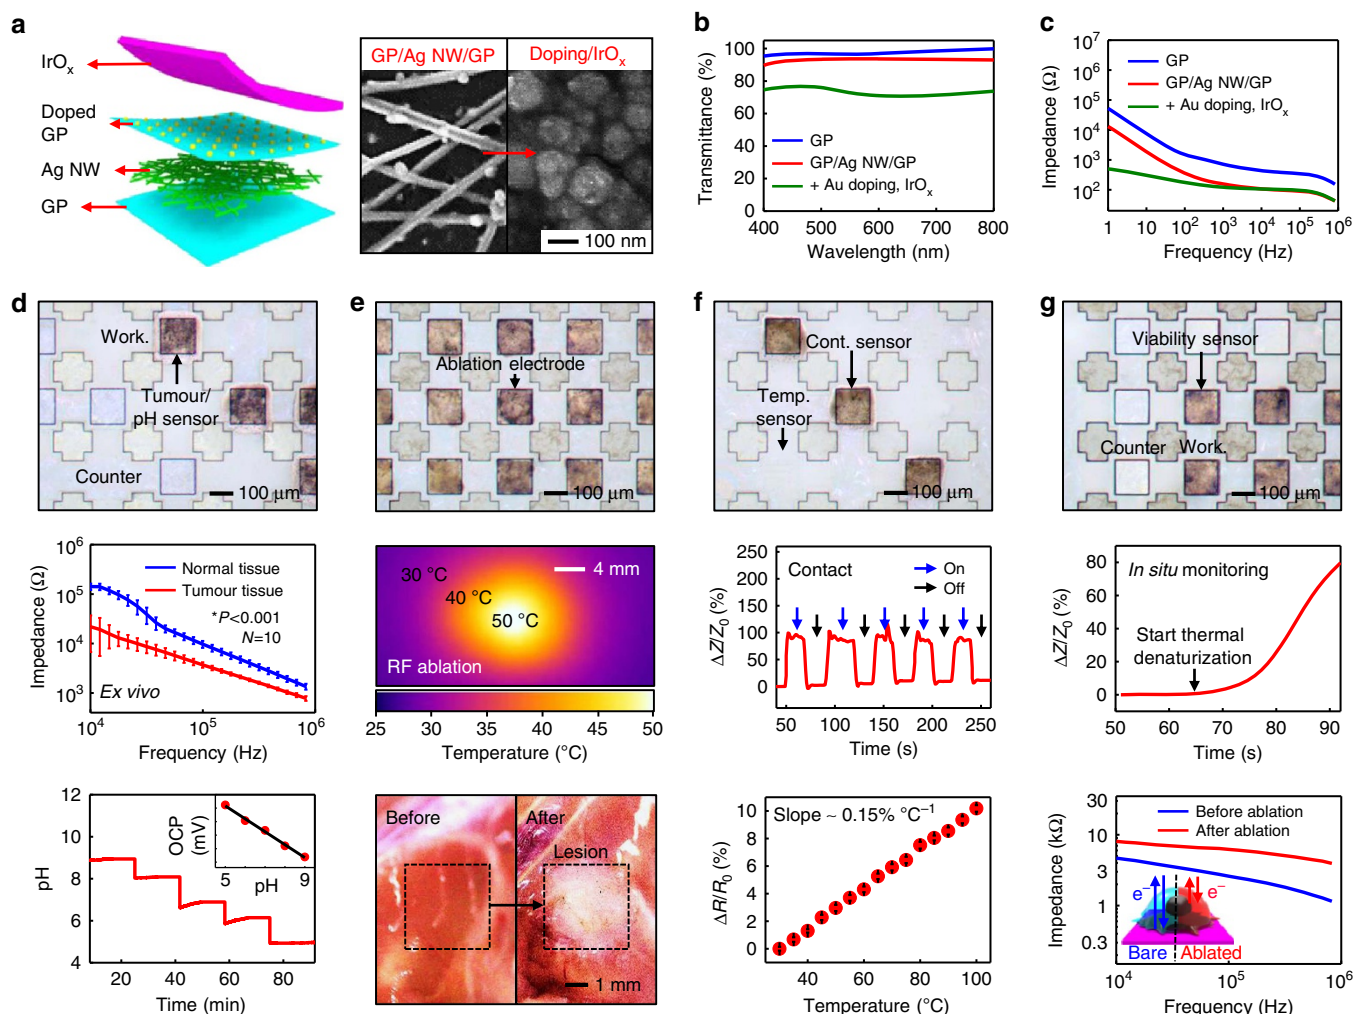 a
IrOx
Doped
GP
Ag NW
GP
GP/Ag NW/GP
Doping/IrOx
100 nm
b
Transmittance (%)
100
80
60
40
20
0
GP
GP/Ag NW/GP
+ Au doping, IrOx
400 500 600 700 800
Wavelength (nm)
c
Impedance (Ω)
10⁷
10⁶
10⁵
10⁴
10³
10²
GP
GP/Ag NW/GP
+ Au doping, IrOx
1 10 10² 10³ 10⁴ 10⁵ 10⁶
Frequency (Hz)
d
Work.
Tumour/
pH sensor
Counter
100 μm
Impedance (Ω)
10⁶
10⁵
10⁴
10³
Normal tissue
Tumour tissue
*P<0.001
N=10
Ex vivo
10⁴ 10⁵ 10⁶
Frequency (Hz)
pH
12
10
8
6
4
OCP
(mV)
5 9
pH
20 40 60 80
Time (min)
e
Ablation electrode
100 μm
30 °C
40 °C
50 °C
4 mm
RF ablation
25 30 35 40 45 50
Temperature (°C)
Before
After
Lesion
1 mm
f
Cont. sensor
Temp.
sensor
100 μm
ΔZ/Z₀ (%)
250
200
150
100
50
0
Contact
On
Off
50 100 150 200 250
Time (s)
ΔR/R₀ (%)
10
8
6
4
2
0
Slope ~ 0.15% °C⁻¹
40 60 80 100
Temperature (°C)
g
Viability sensor
Counter
Work.
100 μm
ΔZ/Z₀ (%)
80
60
40
20
0
In situ monitoring
Start thermal
denaturization
50 60 70 80 90
Time (s)
Impedance (kΩ)
30
10
3
1
0.3
Before ablation
After ablation
e⁻
e⁻
Bare
Ablated
10⁴ 10⁵ 10⁶
Frequency (Hz)